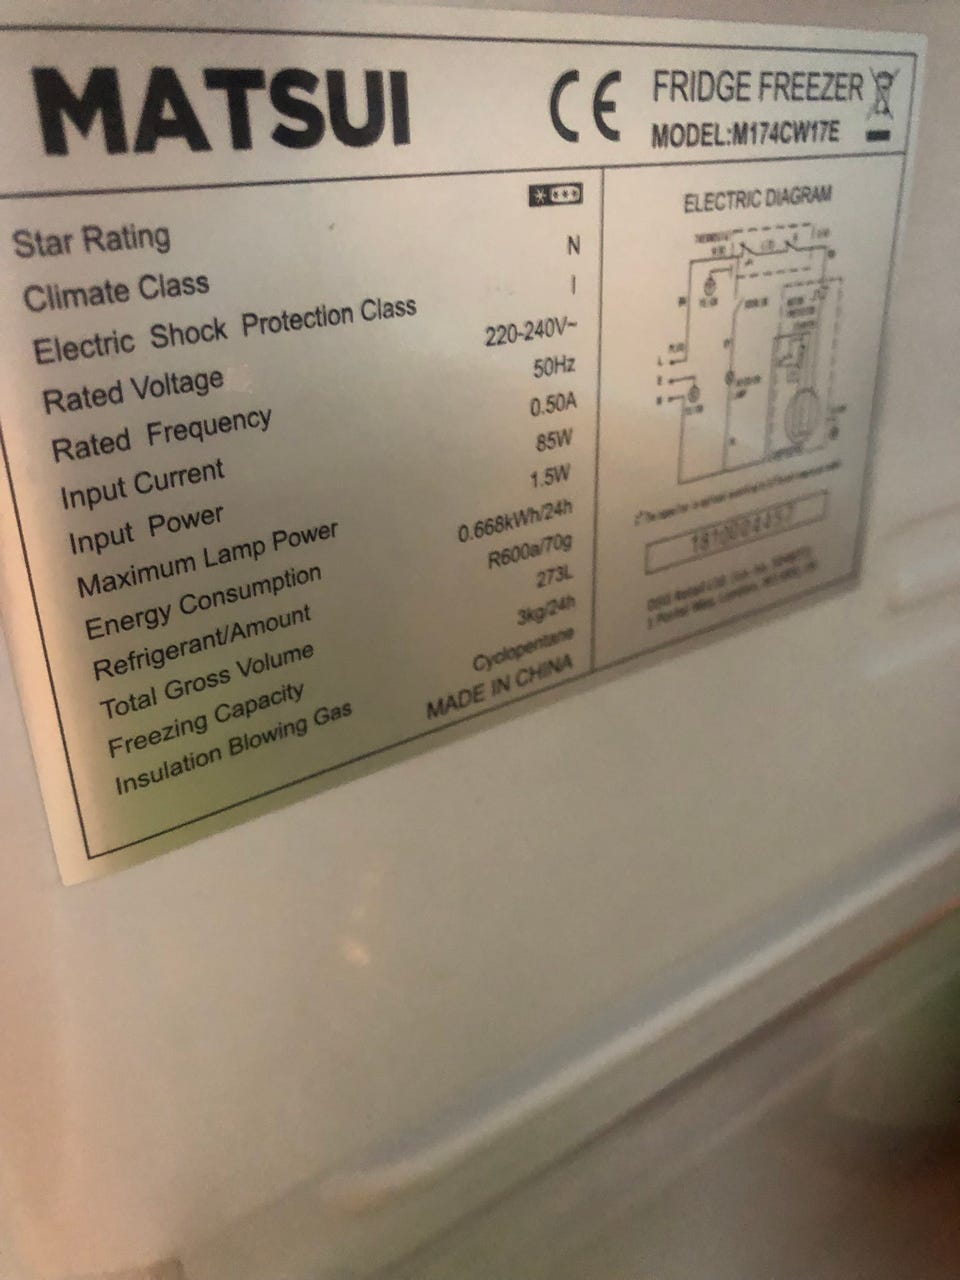 MATSUI
CE
FRIDGE FREEZER
MODEL:M174CW17E
Star Rating
Climate Class N
Electric Shock Protection Class I
Rated Voltage 220-240V~
Rated Frequency 50Hz
Input Current 0.50A
Input Power 85W
Maximum Lamp Power 1.5W
Energy Consumption 0.668kWh/24h
Refrigerant/Amount R600a/70g
Total Gross Volume 273L
Freezing Capacity 3kg/24h
Insulation Blowing Gas Cyclopentane
MADE IN CHINA
ELECTRIC DIAGRAM
THERMOSTAT
L
N